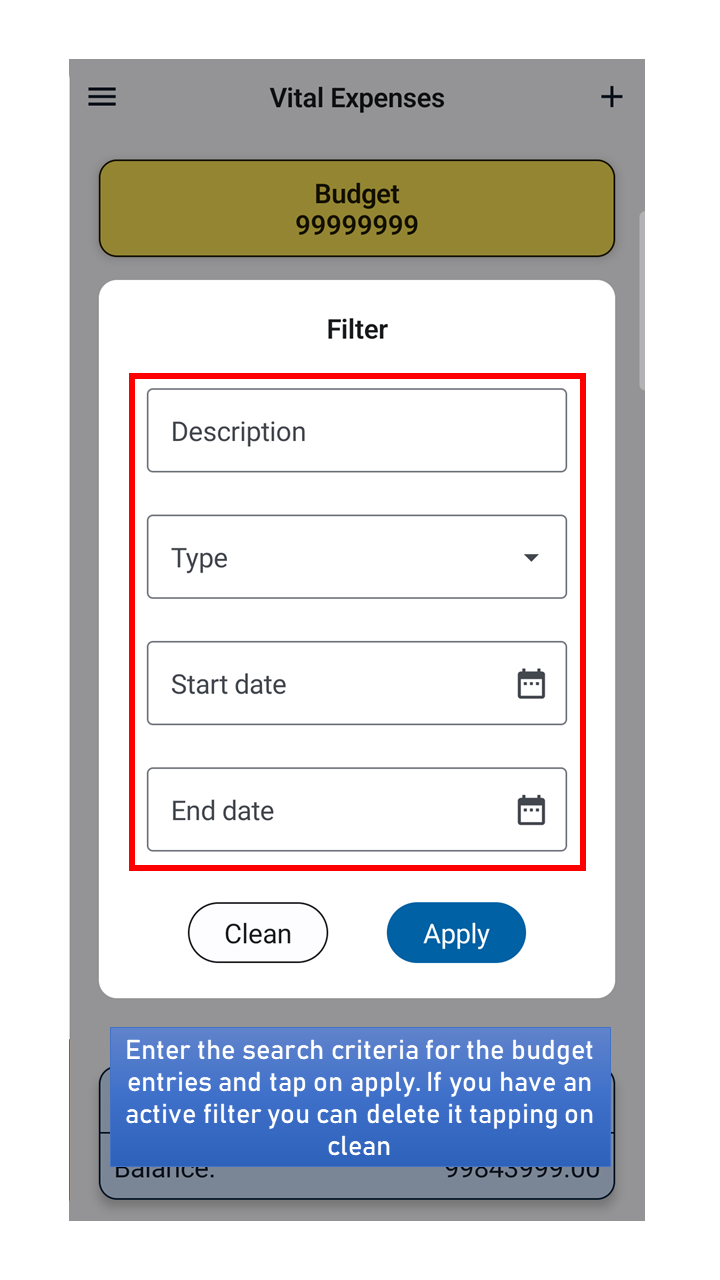 Vital Expenses
Budget
99999999
Filter
Description
Type
Start date
End date
Clean
Apply
Enter the search criteria for the budget
entries and tap on apply. If you have an
active filter you can delete it tapping on
clean
Balance: 99843999.00